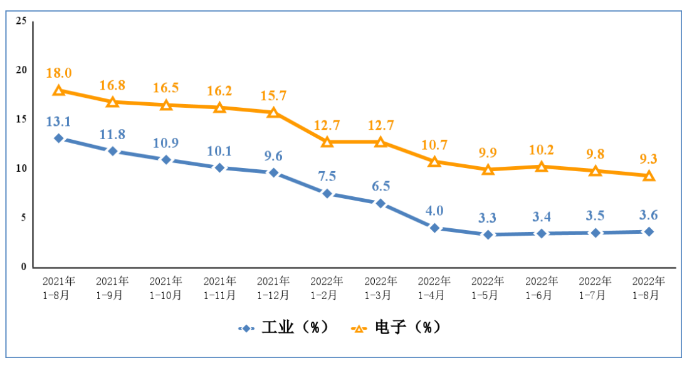 25
20
15
10
5
0
18.0 16.8 16.5 16.2 15.7 12.7 12.7 10.7 9.9 10.2 9.8 9.3
13.1 11.8 10.9 10.1 9.6 7.5 6.5 4.0 3.3 3.4 3.5 3.6
2021年 2021年 2021年 2021年 2021年 2022年 2022年 2022年 2022年 2022年 2022年 2022年
1-8月 1-9月 1-10月 1-11月 1-12月 1-2月 1-3月 1-4月 1-5月 1-6月 1-7月 1-8月
工业（%） 电子（%）